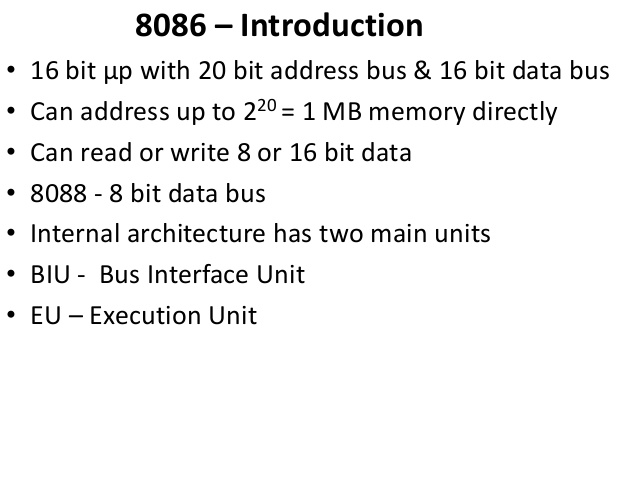 8086 – Introduction
• 16 bit µp with 20 bit address bus & 16 bit data bus
• Can address up to 2²⁰ = 1 MB memory directly
• Can read or write 8 or 16 bit data
• 8088 - 8 bit data bus
• Internal architecture has two main units
• BIU - Bus Interface Unit
• EU – Execution Unit